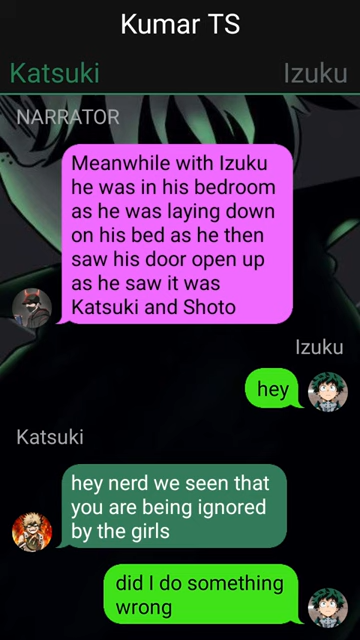 Kumar TS
Katsuki Izuku
NARRATOR
Meanwhile with Izuku
he was in his bedroom
as he was laying down
on his bed as he then
saw his door open up
as he saw it was
Katsuki and Shoto
Izuku
hey
Katsuki
hey nerd we seen that
you are being ignored
by the girls
did I do something
wrong